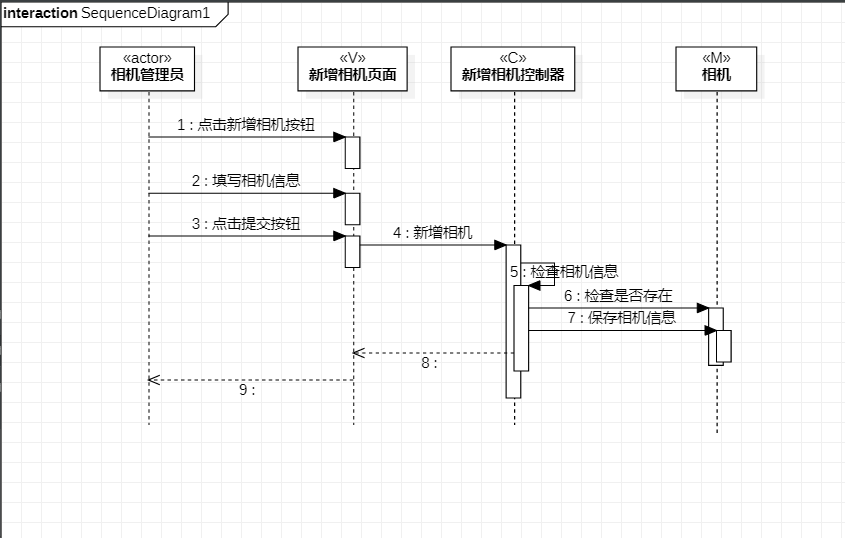 interaction SequenceDiagram1
«actor»
相机管理员
«V»
新增相机页面
«C»
新增相机控制器
«M»
相机
1 : 点击新增相机按钮
2 : 填写相机信息
3 : 点击提交按钮
4 : 新增相机
5 : 检查相机信息
6 : 检查是否存在
7 : 保存相机信息
8 :
9 :